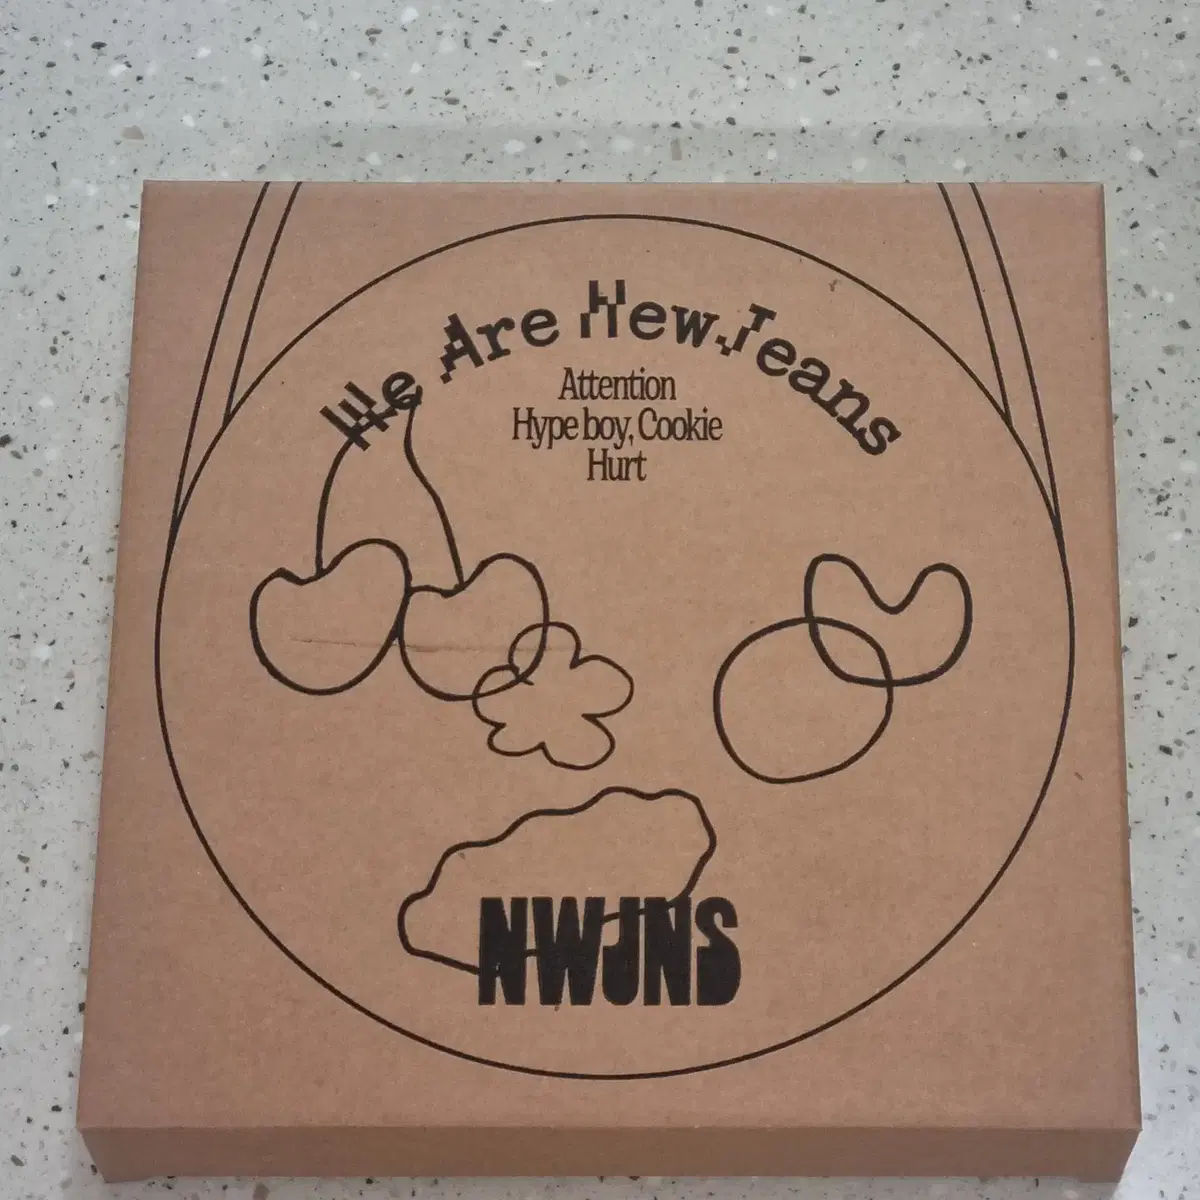 We Are NewJeans
Attention
Hype boy, Cookie
Hurt
NWJNS